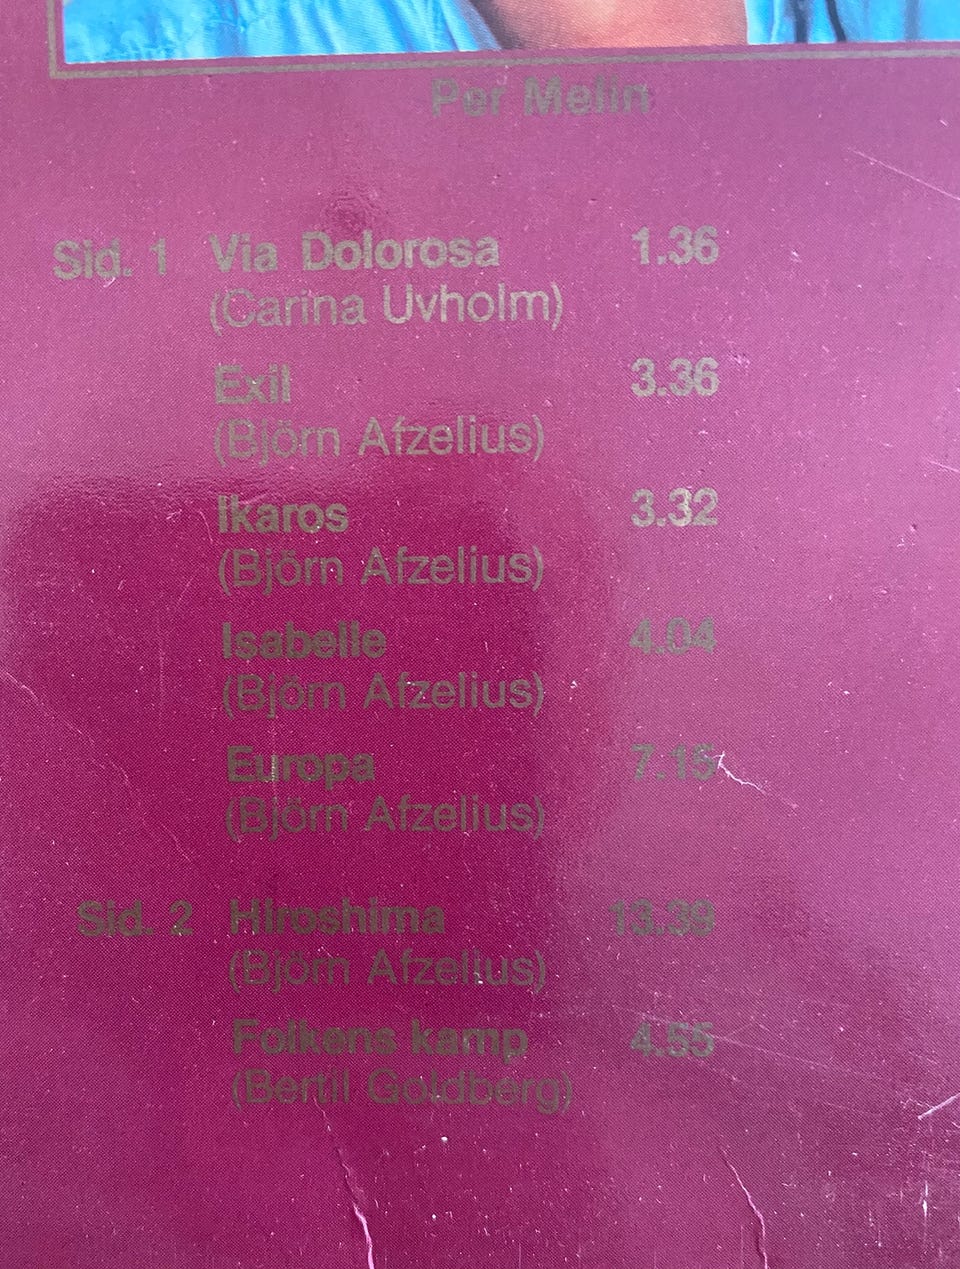 Per Melin
Sid. 1 Via Dolorosa 1.36
(Carina Uvholm)
Exil 3.36
(Björn Afzelius)
Ikaros 3.32
(Björn Afzelius)
Isabelle 4.04
(Björn Afzelius)
Europa 7.15
(Björn Afzelius)
Sid. 2 Hiroshima 13.39
(Björn Afzelius)
Folkens kamp 4.55
(Bertil Goldberg)